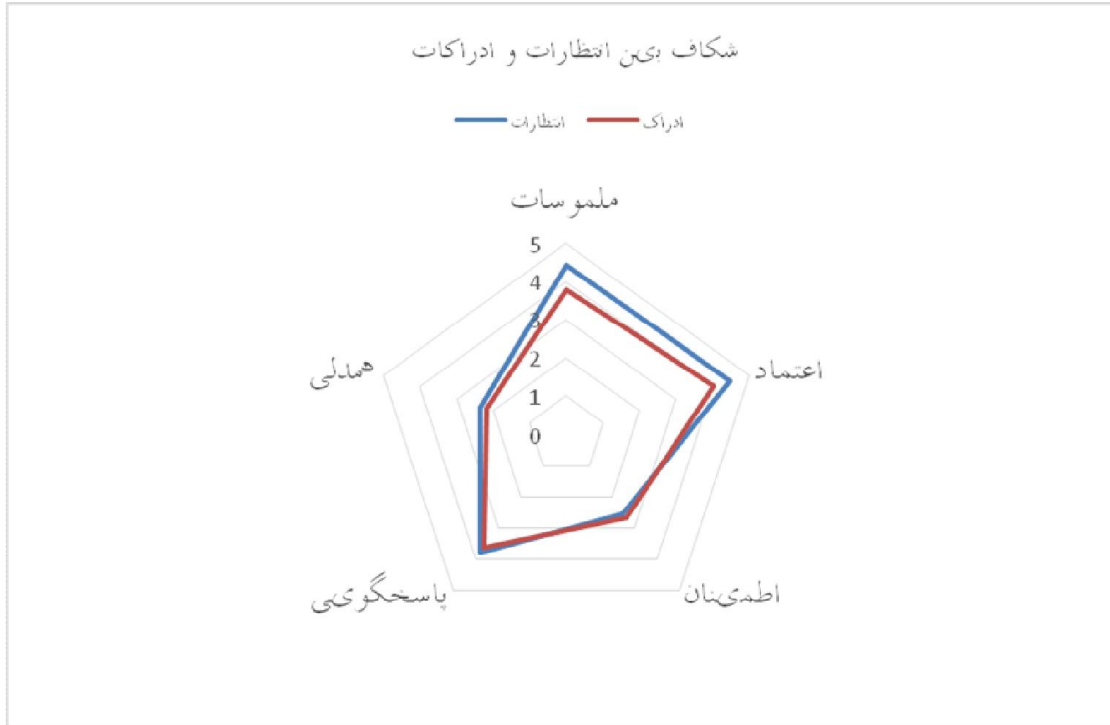 شکاف بین انتظارات و ادراکات
انتظارات ادراک
ملموسات
5
4
3
2
1
0
همدلی
اعتماد
پاسخگویی
اطمینان